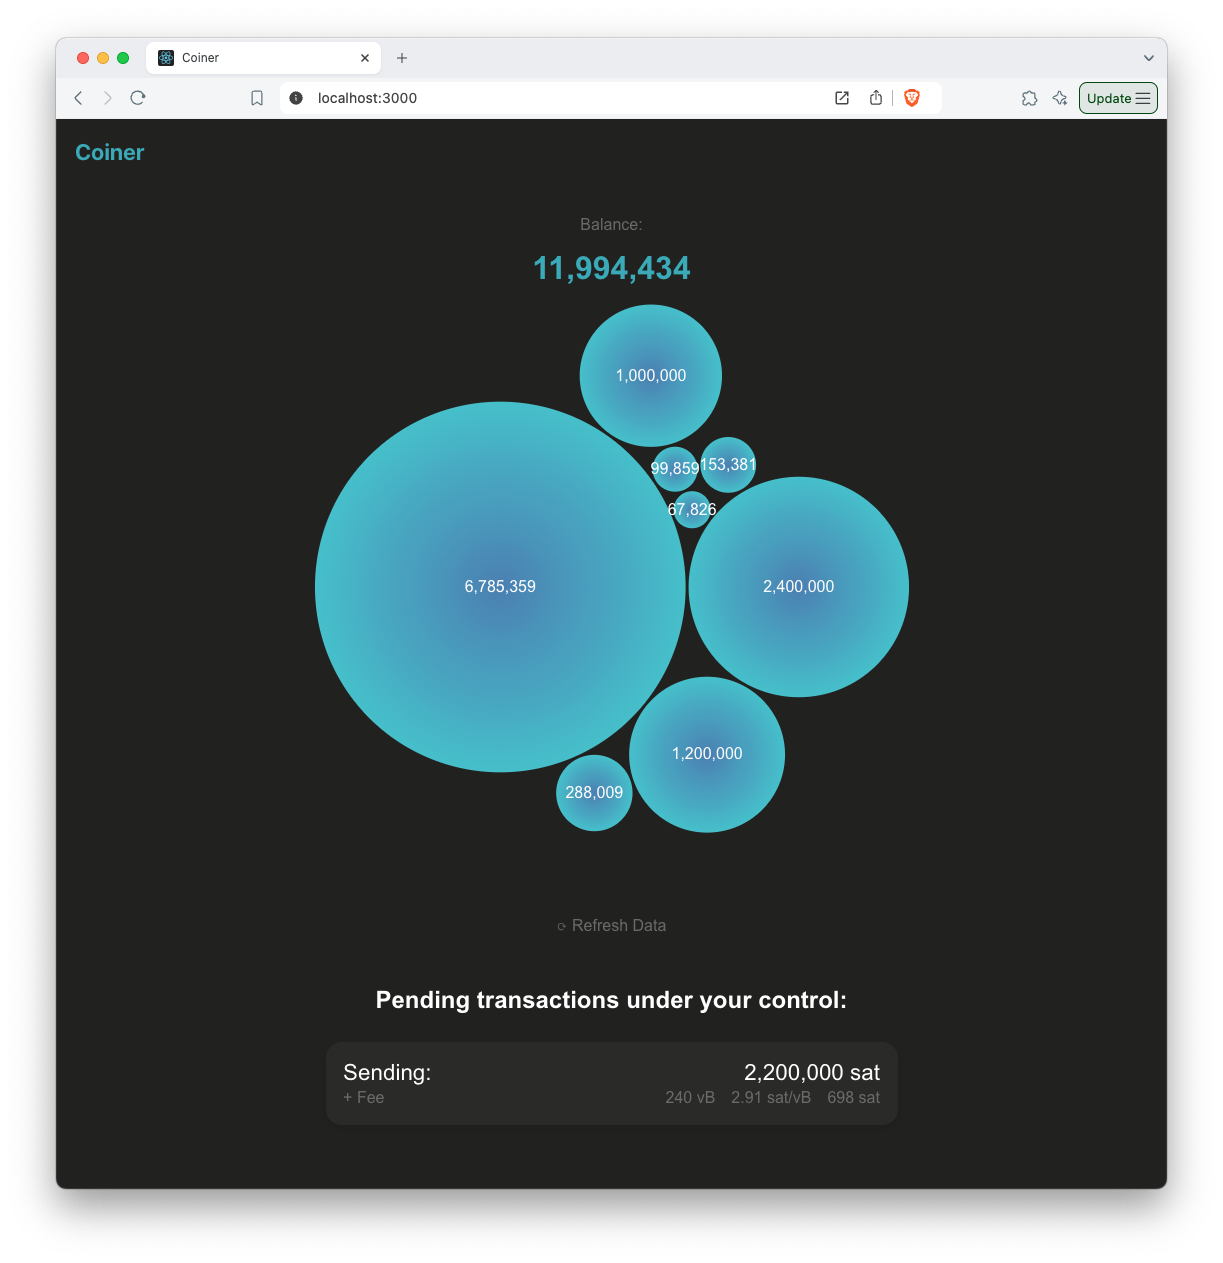 Coiner
localhost:3000
Update
Coiner
Balance:
11,994,434
1,000,000
99,859
153,381
67,826
6,785,359
2,400,000
1,200,000
288,009
⟳ Refresh Data
Pending transactions under your control:
Sending: 2,200,000 sat
+ Fee 240 vB 2.91 sat/vB 698 sat